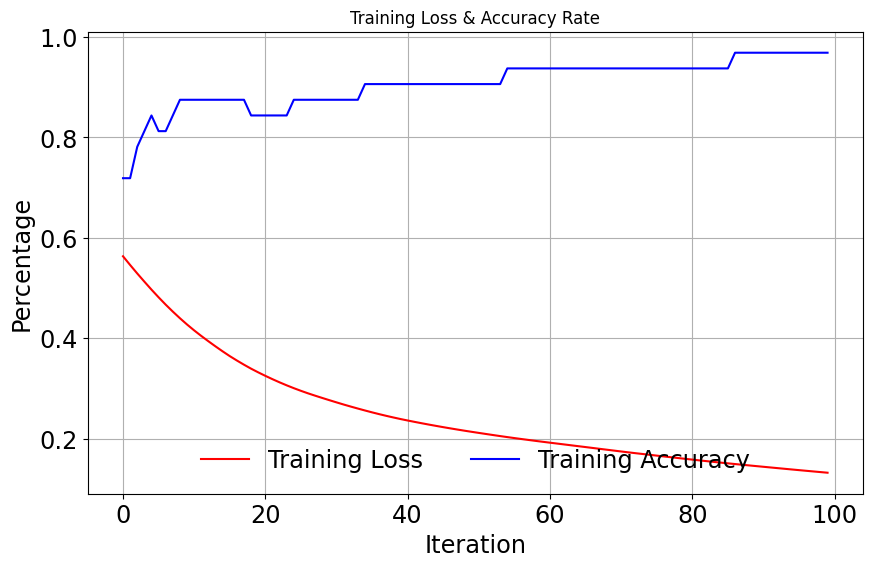 Training Loss & Accuracy Rate
1.0
0.8
0.6
0.4
0.2
Percentage
Training Loss
Training Accuracy
0 20 40 60 80 100
Iteration